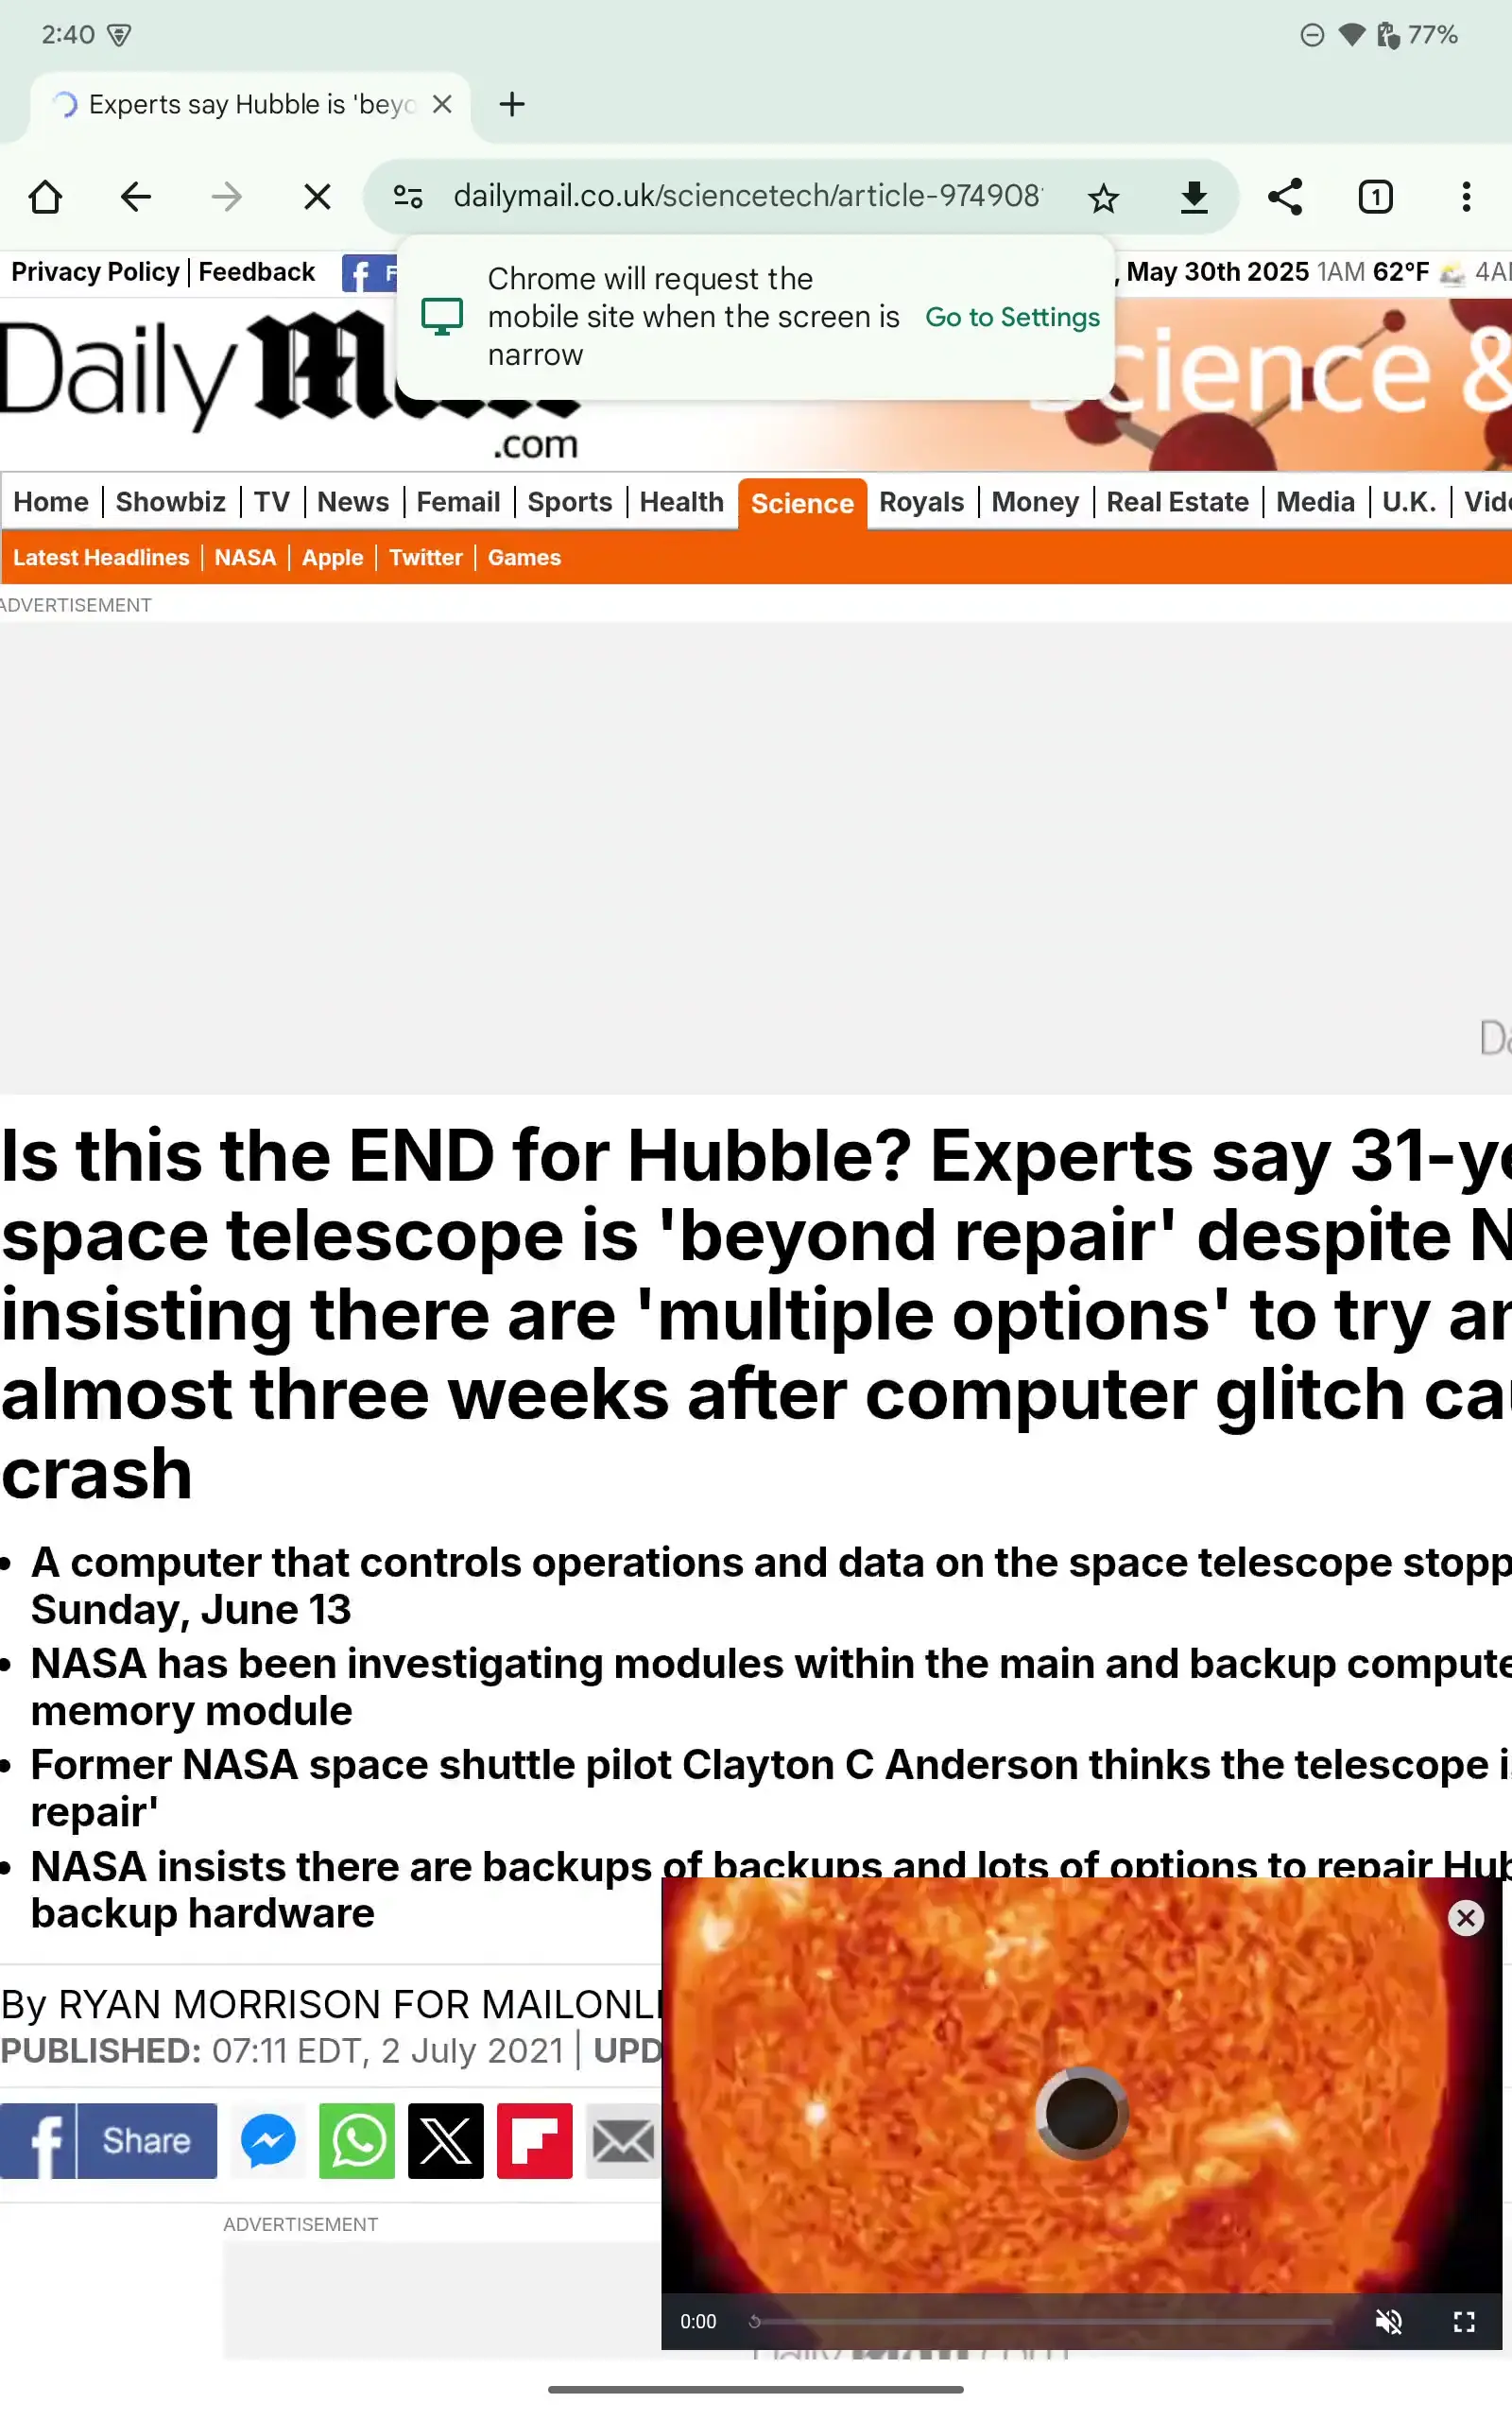 2:40
77%
Experts say Hubble is 'beyo
dailymail.co.uk/sciencetech/article-974908
1
Privacy Policy | Feedback
F
, May 30th 2025 1AM 62°F 4A
Chrome will request the
mobile site when the screen is
narrow
Go to Settings
Daily Mail
.com
cience &
Home | Showbiz | TV | News | Femail | Sports | Health | Science | Royals | Money | Real Estate | Media | U.K. | Vid
Latest Headlines | NASA | Apple | Twitter | Games
ADVERTISEMENT
Da
Is this the END for Hubble? Experts say 31-ye
space telescope is 'beyond repair' despite N
insisting there are 'multiple options' to try an
almost three weeks after computer glitch cau
crash
• A computer that controls operations and data on the space telescope stopp
Sunday, June 13
• NASA has been investigating modules within the main and backup compute
memory module
• Former NASA space shuttle pilot Clayton C Anderson thinks the telescope i
repair'
• NASA insists there are backups of backups and lots of options to repair Hub
backup hardware
By RYAN MORRISON FOR MAILONLI
PUBLISHED: 07:11 EDT, 2 July 2021 | UPD
Share
ADVERTISEMENT
0:00